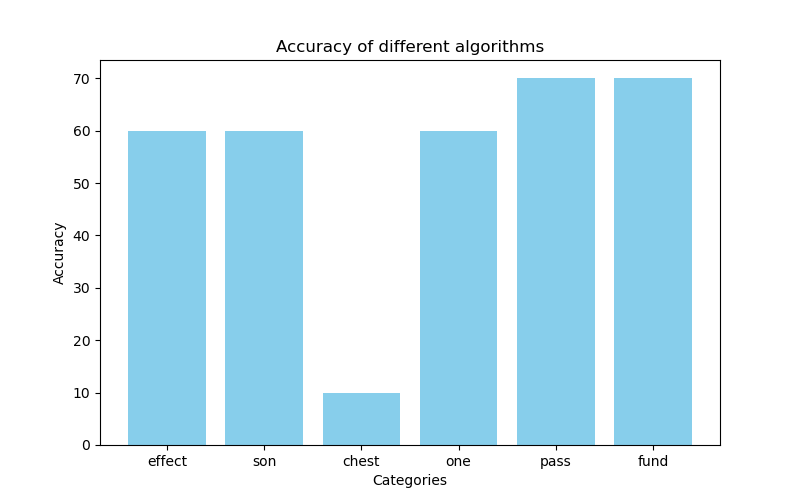 Accuracy of different algorithms
Accuracy
70
60
50
40
30
20
10
0
effect son chest one pass fund
Categories